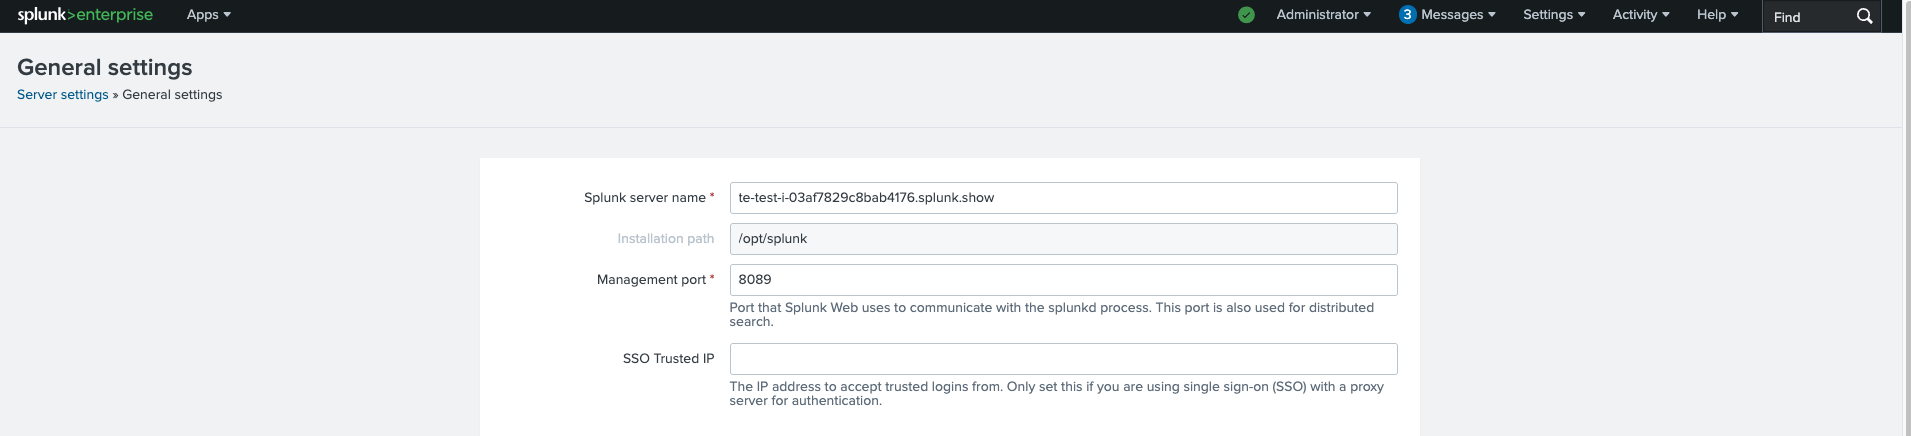 splunk>enterprise Apps Administrator 3 Messages Settings Activity Help Find
General settings
Server settings » General settings
Splunk server name * te-test-i-03af7829c8bab4176.splunk.show
Installation path /opt/splunk
Management port * 8089
Port that Splunk Web uses to communicate with the splunkd process. This port is also used for distributed
search.
SSO Trusted IP
The IP address to accept trusted logins from. Only set this if you are using single sign-on (SSO) with a proxy
server for authentication.